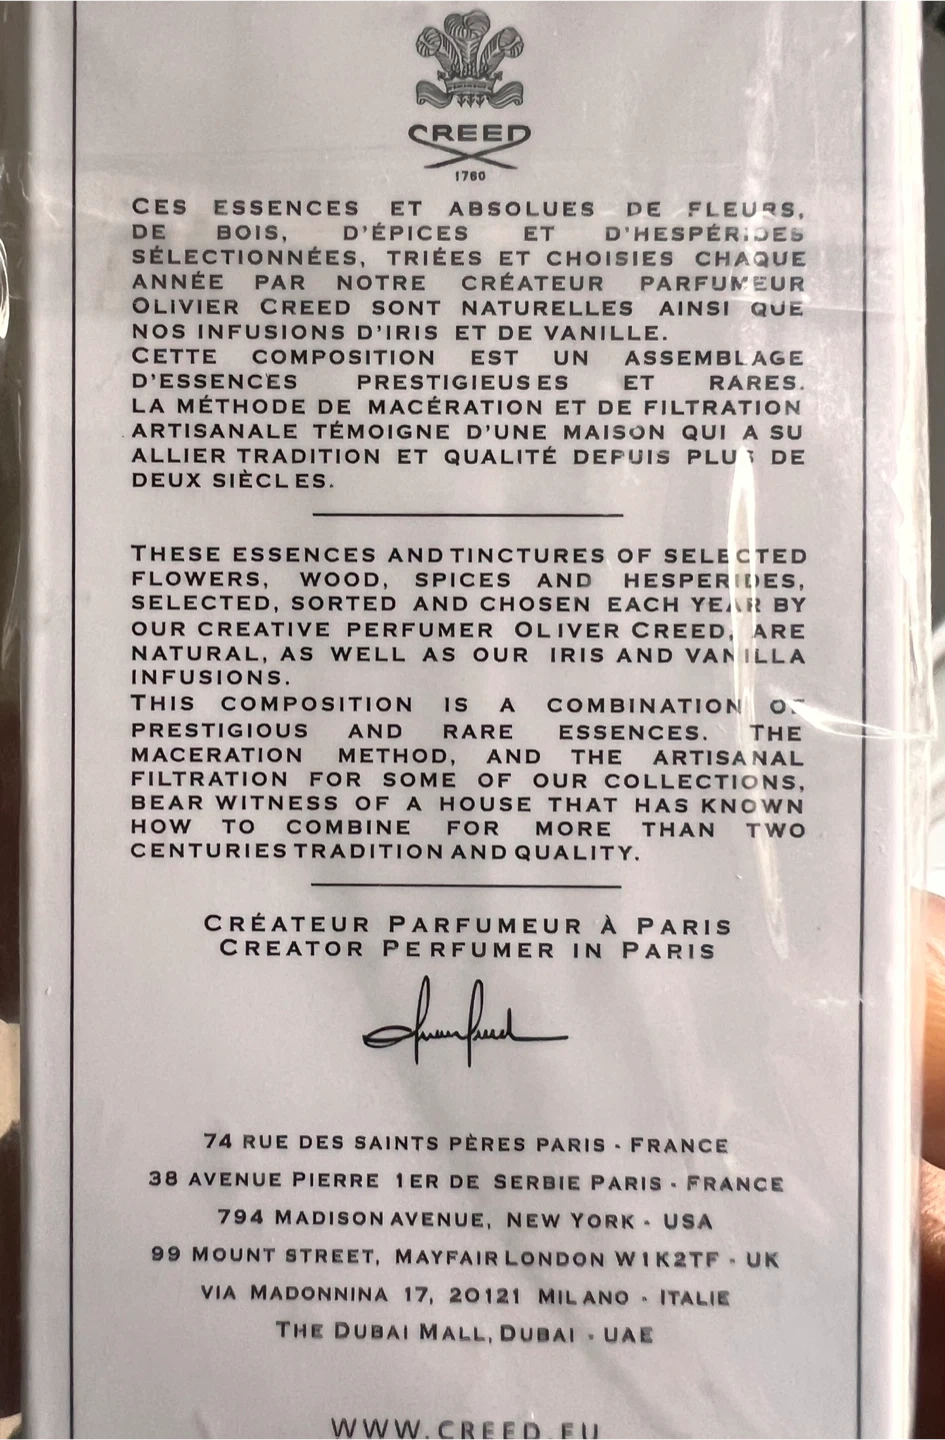 CREED
1760
CES ESSENCES ET ABSOLUES DE FLEURS,
DE BOIS, D'ÉPICES ET D'HESPÉRIDES
SÉLECTIONNÉES, TRIÉES ET CHOISIES CHAQUE
ANNÉE PAR NOTRE CRÉATEUR PARFUMEUR
OLIVIER CREED SONT NATURELLES AINSI QUE
NOS INFUSIONS D'IRIS ET DE VANILLE.
CETTE COMPOSITION EST UN ASSEMBLAGE
D'ESSENCES PRESTIGIEUSES ET RARES.
LA MÉTHODE DE MACÉRATION ET DE FILTRATION
ARTISANALE TÉMOIGNE D'UNE MAISON QUI A SU
ALLIER TRADITION ET QUALITÉ DEPUIS PLUS DE
DEUX SIÈCLES.
THESE ESSENCES AND TINCTURES OF SELECTED
FLOWERS, WOOD, SPICES AND HESPERIDES,
SELECTED, SORTED AND CHOSEN EACH YEAR BY
OUR CREATIVE PERFUMER OLIVER CREED, ARE
NATURAL, AS WELL AS OUR IRIS AND VANILLA
INFUSIONS.
THIS COMPOSITION IS A COMBINATION OF
PRESTIGIOUS AND RARE ESSENCES. THE
MACERATION METHOD, AND THE ARTISANAL
FILTRATION FOR SOME OF OUR COLLECTIONS,
BEAR WITNESS OF A HOUSE THAT HAS KNOWN
HOW TO COMBINE FOR MORE THAN TWO
CENTURIES TRADITION AND QUALITY.
CRÉATEUR PARFUMEUR À PARIS
CREATOR PERFUMER IN PARIS
74 RUE DES SAINTS PÈRES PARIS - FRANCE
38 AVENUE PIERRE 1ER DE SERBIE PARIS - FRANCE
794 MADISON AVENUE, NEW YORK - USA
99 MOUNT STREET, MAYFAIR LONDON W1K2TF - UK
VIA MADONNINA 17, 20121 MILANO - ITALIE
THE DUBAI MALL, DUBAI - UAE
WWW.CREED.EU